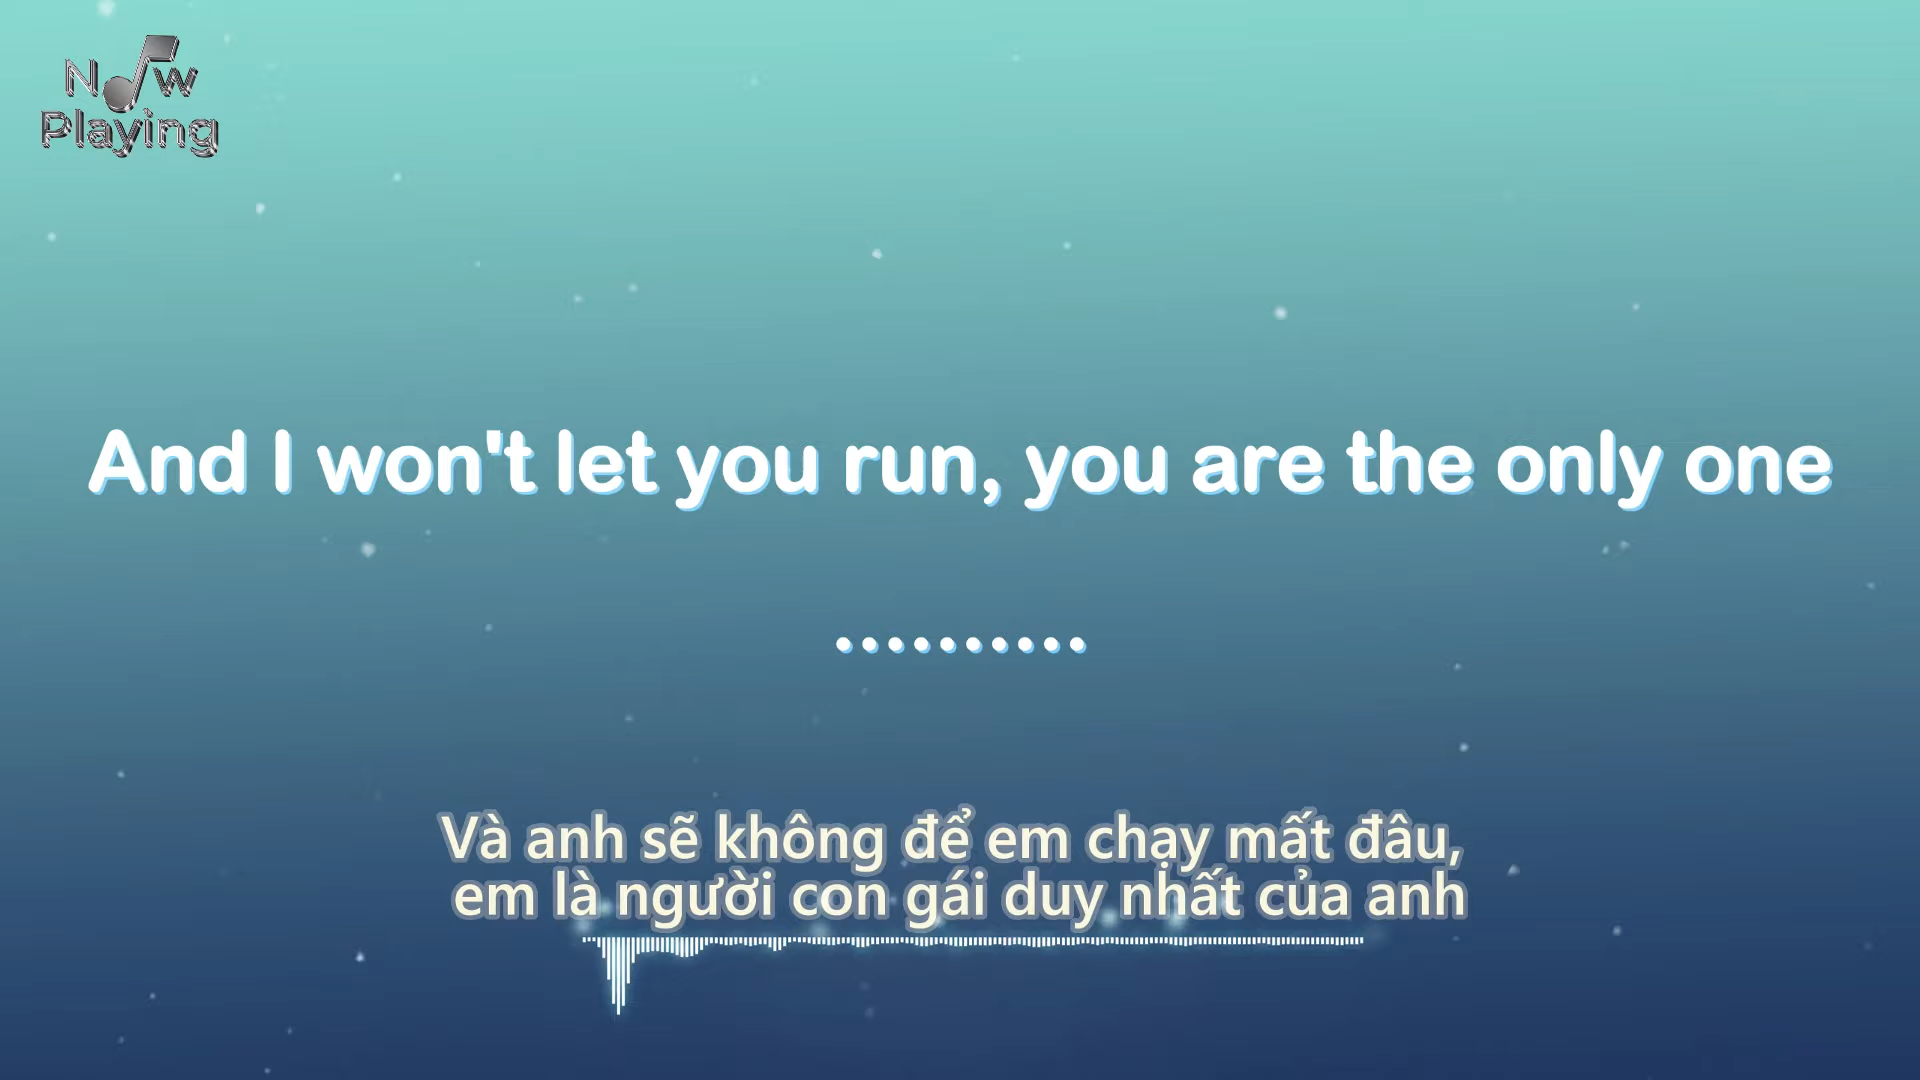 Now
Playing
And I won't let you run, you are the only one
..........
Và anh sẽ không để em chạy mất đâu,
em là người con gái duy nhất của anh